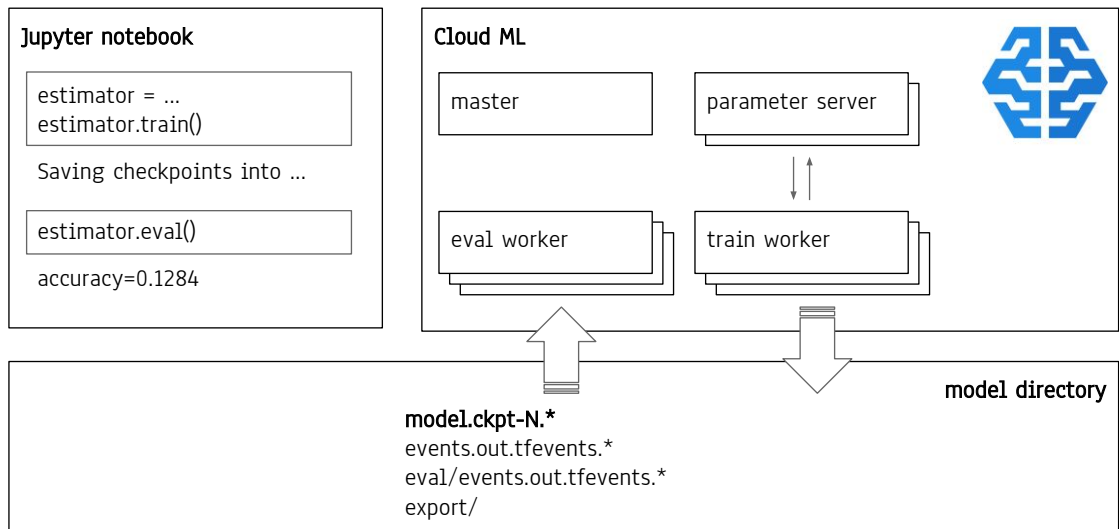 Jupyter notebook
estimator = ...
estimator.train()
Saving checkpoints into ...
estimator.eval()
accuracy=0.1284
Cloud ML
master
parameter server
eval worker
train worker
model directory
model.ckpt-N.*
events.out.tfevents.*
eval/events.out.tfevents.*
export/